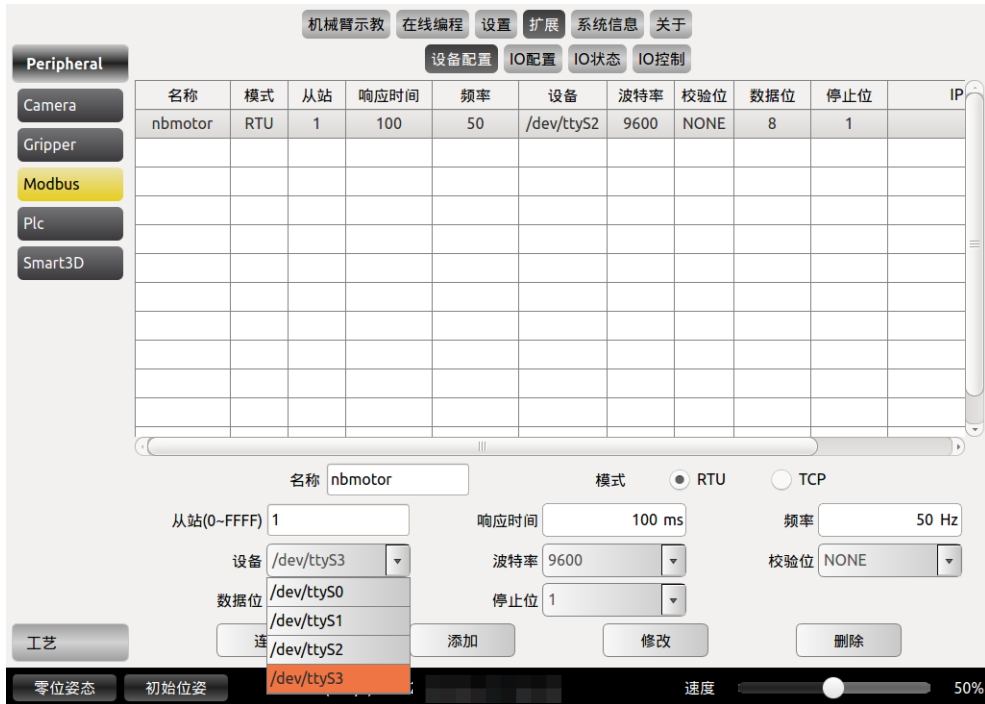 机械臂示教 在线编程 设置 扩展 系统信息 关于
Peripheral 设备配置 IO配置 IO状态 IO控制
Camera
Gripper
Modbus
Plc
Smart3D
名称 模式 从站 响应时间 频率 设备 波特率 校验位 数据位 停止位 IP
nbmotor RTU 1 100 50 /dev/ttyS2 9600 NONE 8 1
名称 nbmotor 模式 RTU TCP
从站(0~FFFF) 1 响应时间 100 ms 频率 50 Hz
设备 /dev/ttyS3 波特率 9600 校验位 NONE
数据位 /dev/ttyS0 停止位 1
/dev/ttyS1
/dev/ttyS2
/dev/ttyS3
工艺 添加 修改 删除
零位姿态 初始位姿 速度 50%